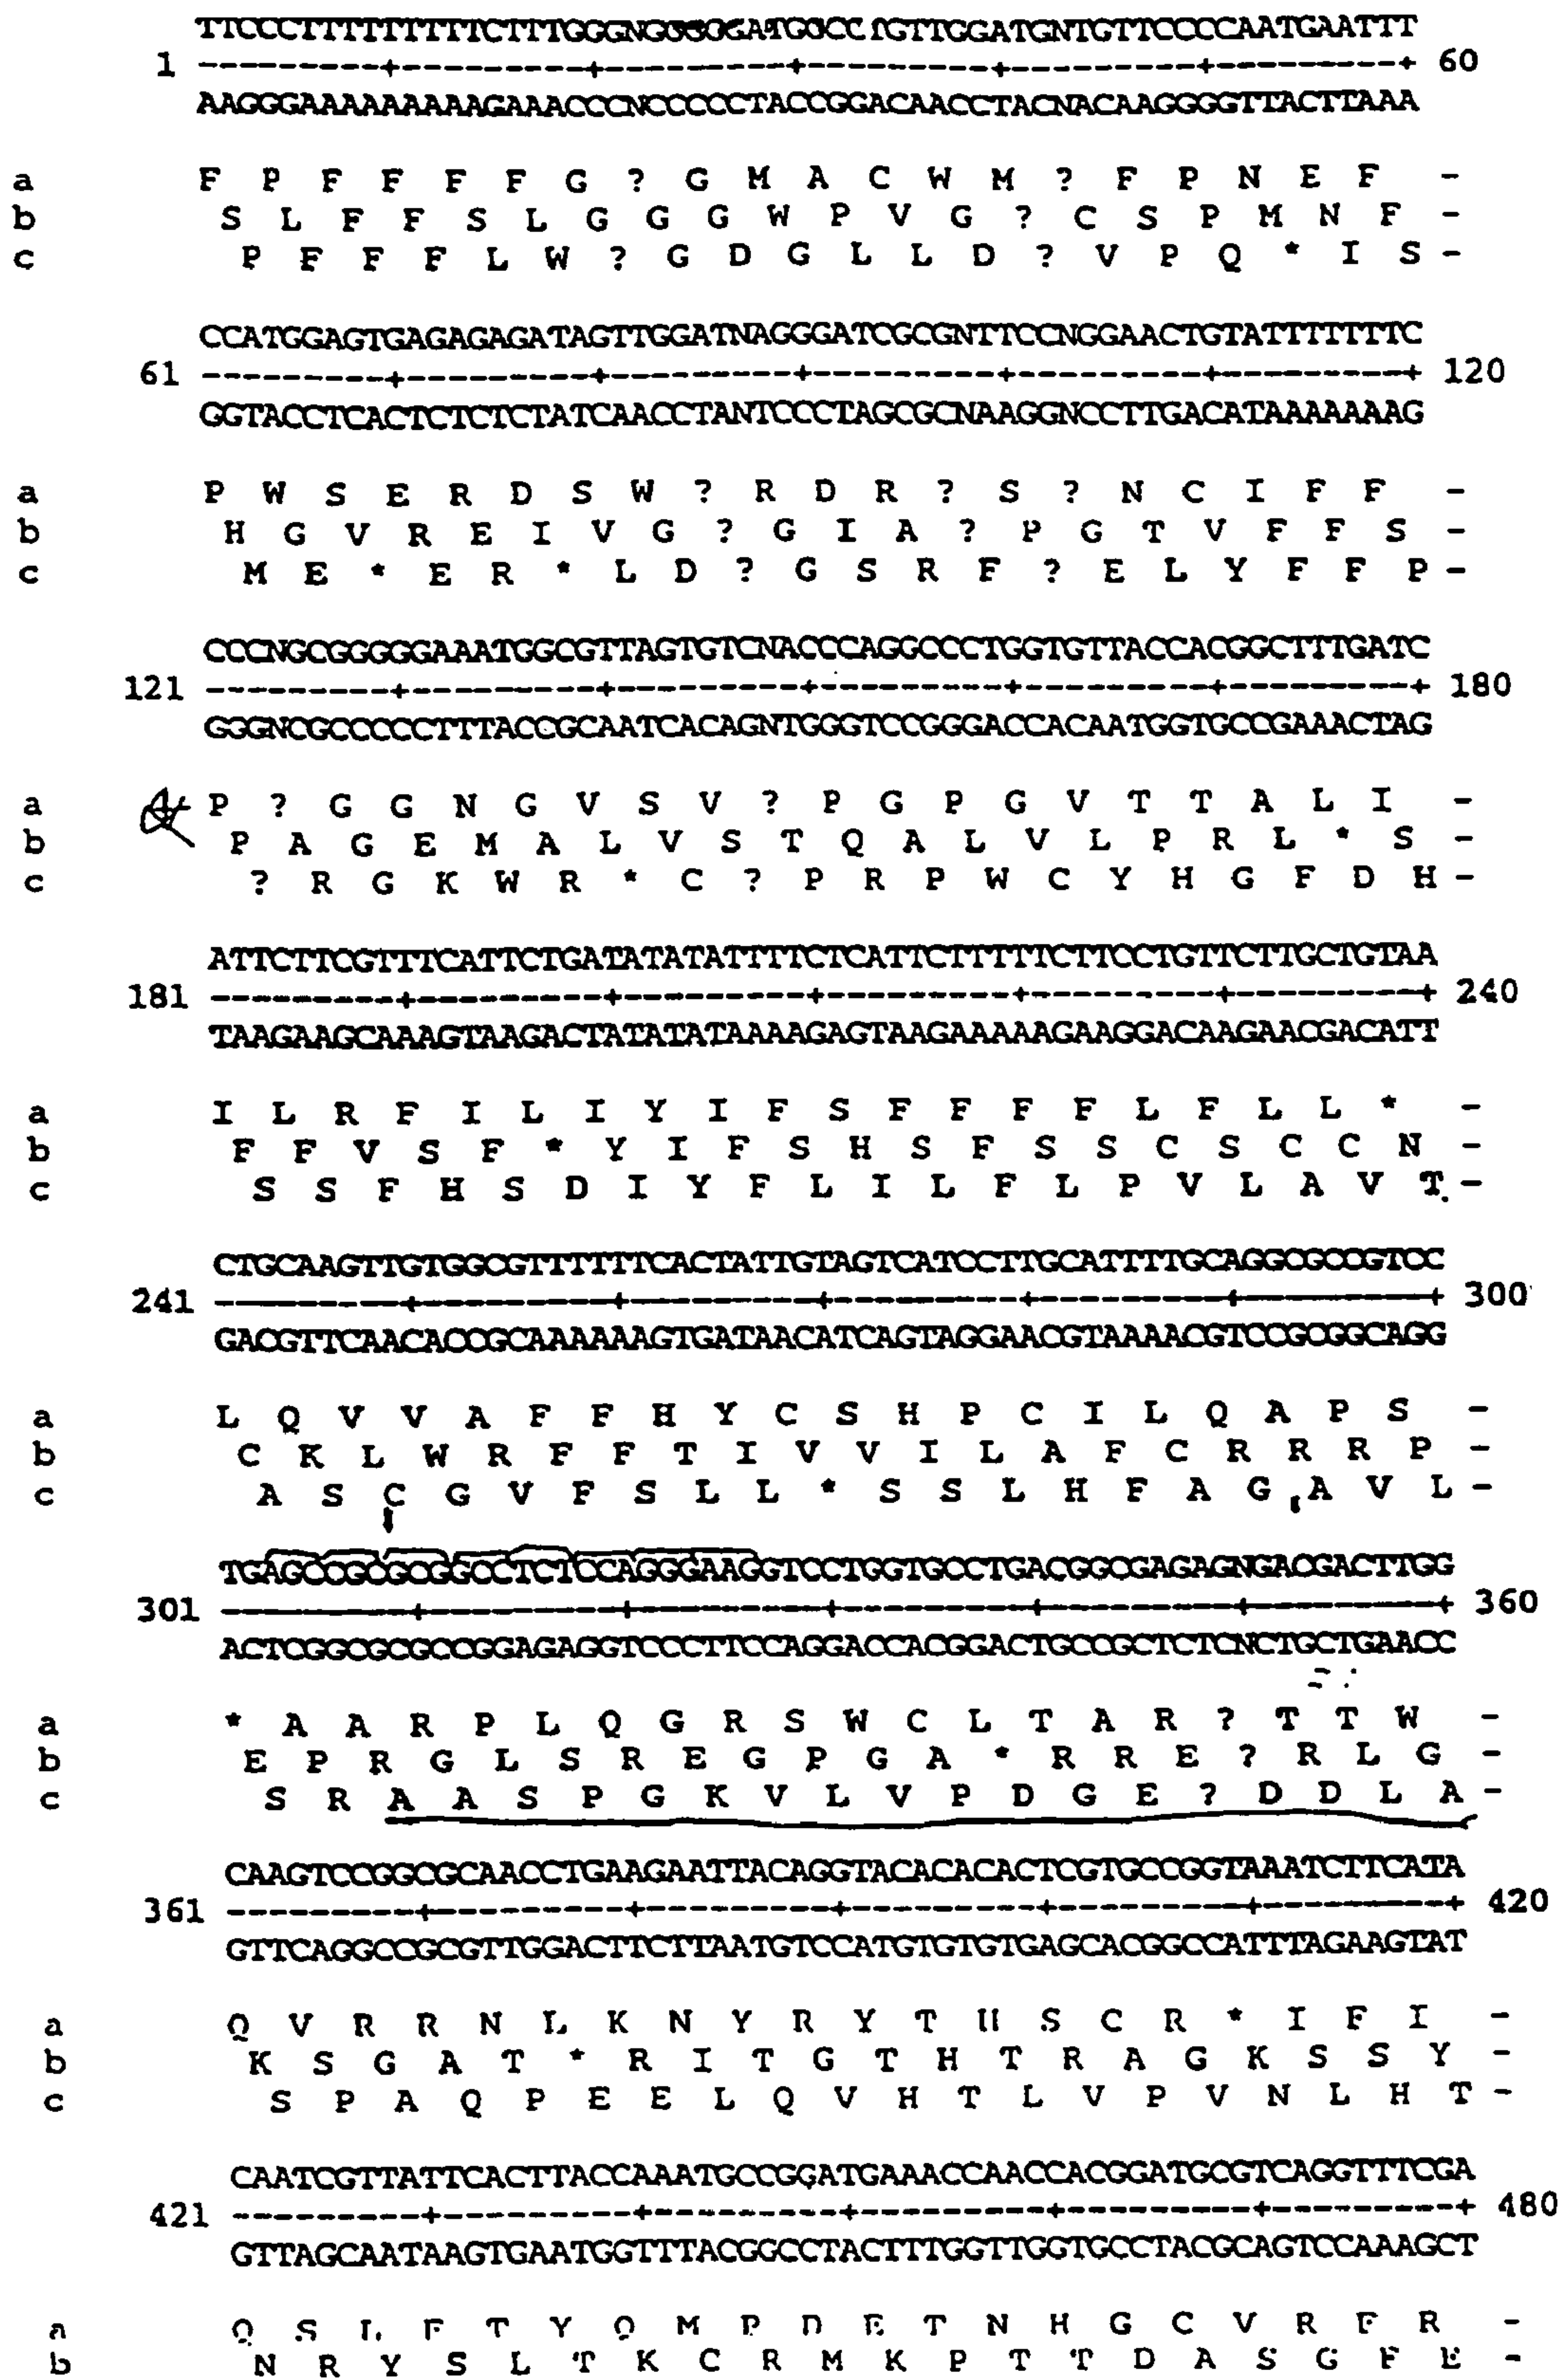 TTCCCTTTTTTTTTCTTTGGGNGGGGGATGGCCTGTTGGATGNTGTTCCCCAATGAATTT
1 ---------+---------+---------+---------+---------+---------+ 60
AAGGGAAAAAAAAAGAAACCCNCCCCCTACCGGACAACCTACNACAAGGGGTTACTTAAA
a F P F F F F G ? G M A C W M ? F P N E F -
b S L F F S L G G G W P V G ? C S P M N F -
c P F F F L W ? G D G L L D ? V P Q * I S -
CCATGGAGTGAGAGAGATAGTTGGATNAGGGATCGCGNTTCCNGGAACTGTATTTTTTTC
61 ---------+---------+---------+---------+---------+---------+ 120
GGTACCTCACTCTCTCTATCAACCTANTCCCTAGCGCNAAGGNCCTTGACATAAAAAAAG
a P W S E R D S W ? R D R ? S ? N C I F F -
b H G V R E I V G ? G I A ? P G T V F F S -
c M E * E R * L D ? G S R F ? E L Y F F P -
CCCNGCGGGGGAAATGGCGTTAGTGTCNACCCAGGCCCTGGTGTTACCACGGCTTTGATC
121 ---------+---------+---------+---------+---------+---------+ 180
GGGNCGCCCCCTTTACCGCAATCACAGNTGGGTCCGGGACCACAATGGTGCCGAAACTAG
a P ? G G N G V S V ? P G P G V T T A L I -
b P A G E M A L V S T Q A L V L P R L * S -
c ? R G K W R * C ? P R P W C Y H G F D H -
ATTCTTCGTTTCATTCTGATATATATTTTCTCATTCTTTTTCTTCCTGTTCTTGCTGTAA
181 ---------+---------+---------+---------+---------+---------+ 240
TAAGAAGCAAAGTAAGACTATATATAAAAGAGTAAGAAAAAGAAGGACAAGAACGACATT
a I L R F I L I Y I F S F F F F L F L L * -
b F F V S F * Y I F S H S F S S C S C C N -
c S S F H S D I Y F L I L F L P V L A V T -
CTGCAAGTTGTGGCGTTTTTTCACTATTGTAGTCATCCTTGCATTTTGCAGGCGCCGTCC
241 ---------+---------+---------+---------+---------+---------+ 300
GACGTTCAACACCGCAAAAAAGTGATAACATCAGTAGGAACGTAAAACGTCCGCGGCAGG
a L Q V V A F F H Y C S H P C I L Q A P S -
b C K L W R F F T I V V I L A F C R R R P -
c A S C G V F S L L * S S L H F A G A V L -
TGAGCCGCGCGGCCTCTCCAGGGAAGGTCCTGGTGCCTGACGGCGAGAGNGACGACTTGG
301 ---------+---------+---------+---------+---------+---------+ 360
ACTCGGCGCGCCGGAGAGGTCCCTTCCAGGACCACGGACTGCCGCTCTCNCTGCTGAACC
a * A A R P L Q G R S W C L T A R ? T T W -
b E P R G L S R E G P G A * R R E ? R L G -
c S R A A S P G K V L V P D G E ? D D L A -
CAAGTCCGGCGCAACCTGAAGAATTACAGGTACACACACTCGTGCCGGTAAATCTTCATA
361 ---------+---------+---------+---------+---------+---------+ 420
GTTCAGGCCGCGTTGGACTTCTTAATGTCCATGTGTGTGAGCACGGCCATTTAGAAGTAT
a Q V R R N L K N Y R Y T H S C R * I F I -
b K S G A T * R I T G T H T R A G K S S Y -
c S P A Q P E E L Q V H T L V P V N L H T -
CAATCGTTATTCACTTACCAAATGCCGGATGAAACCAACCACGGATGCGTCAGGTTTCGA
421 ---------+---------+---------+---------+---------+---------+ 480
GTTAGCAATAAGTGAATGGTTTACGGCCTACTTTGGTTGGTGCCTACGCAGTCCAAAGCT
a Q S L F T Y Q M P D E T N H G C V R F R -
b N R Y S L T K C R M K P T T D A S G F E -